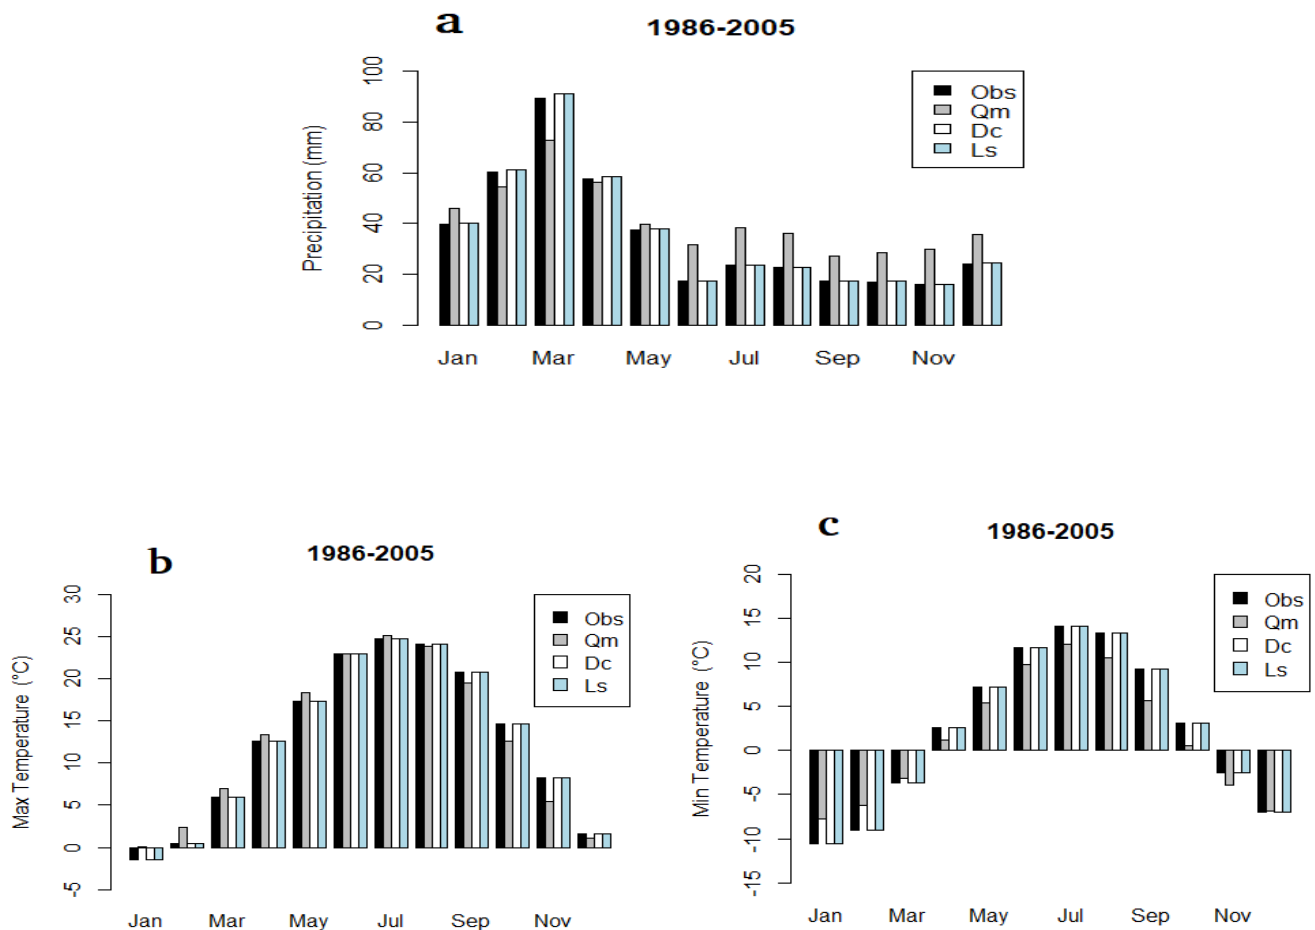 a
1986-2005
Precipitation (mm)
100
80
60
40
20
0
Obs
Qm
Dc
Ls
Jan Mar May Jul Sep Nov
b
1986-2005
Max Temperature (°C)
30
25
20
15
10
5
0
-5
Obs
Qm
Dc
Ls
Jan Mar May Jul Sep Nov
c
1986-2005
Min Temperature (°C)
20
15
10
5
0
-5
-10
-15
Obs
Qm
Dc
Ls
Jan Mar May Jul Sep Nov